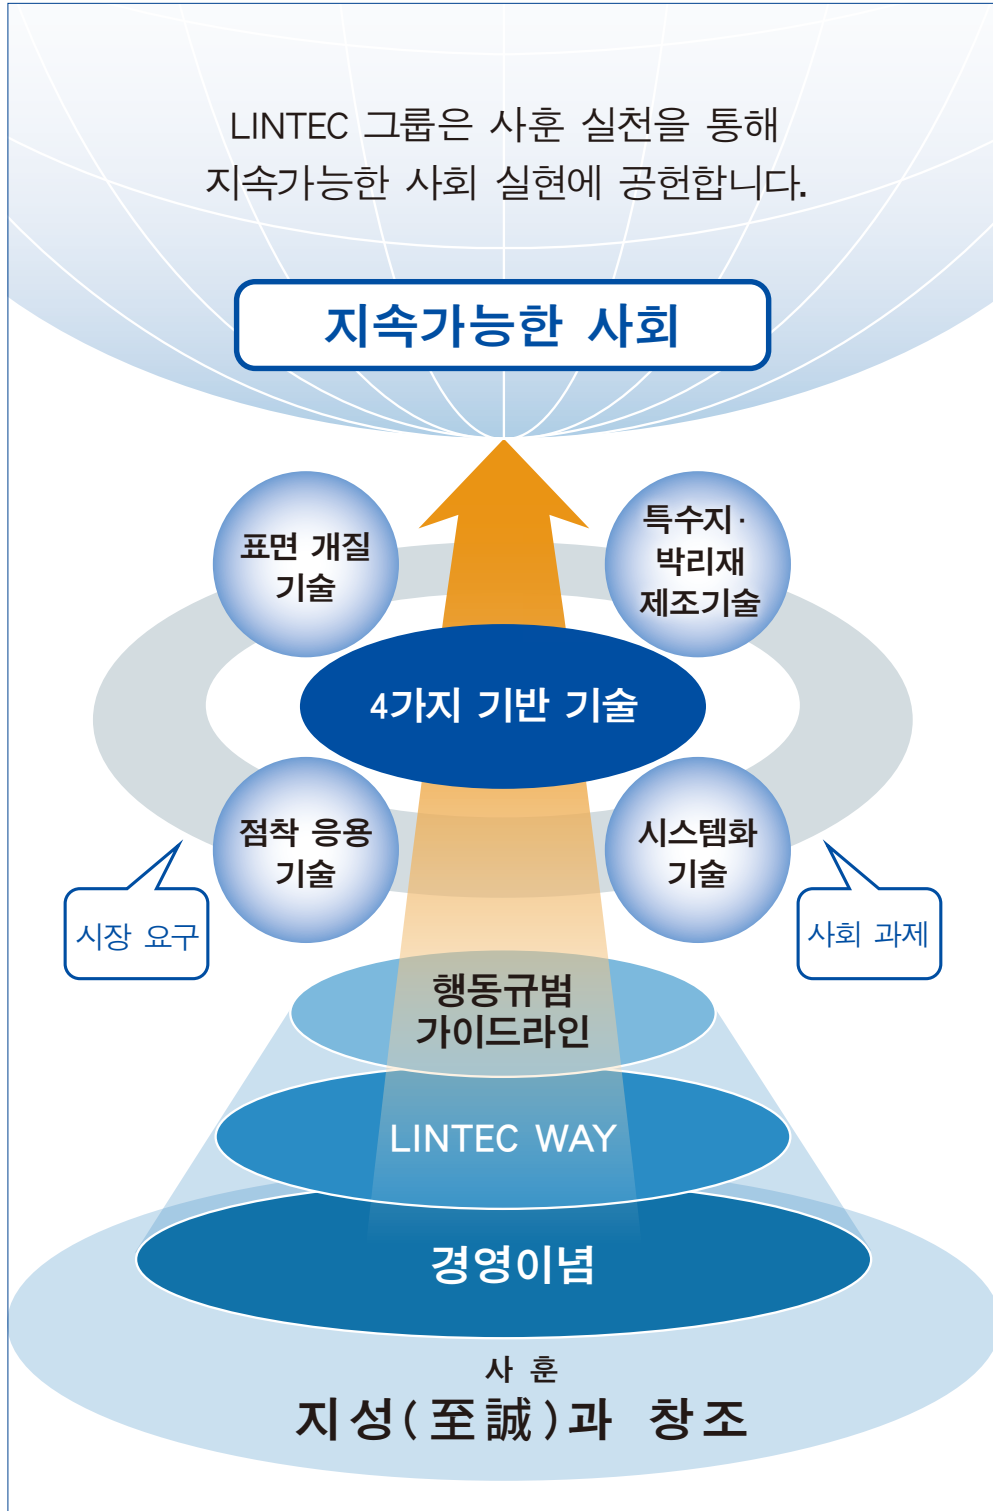 LINTEC 그룹은 사훈 실천을 통해
지속가능한 사회 실현에 공헌합니다.
지속가능한 사회
표면 개질
기술
특수지·
박리재
제조기술
4가지 기반 기술
점착 응용
기술
시스템화
기술
시장 요구
사회 과제
행동규범
가이드라인
LINTEC WAY
경영이념
사 훈
지성(至誠)과 창조